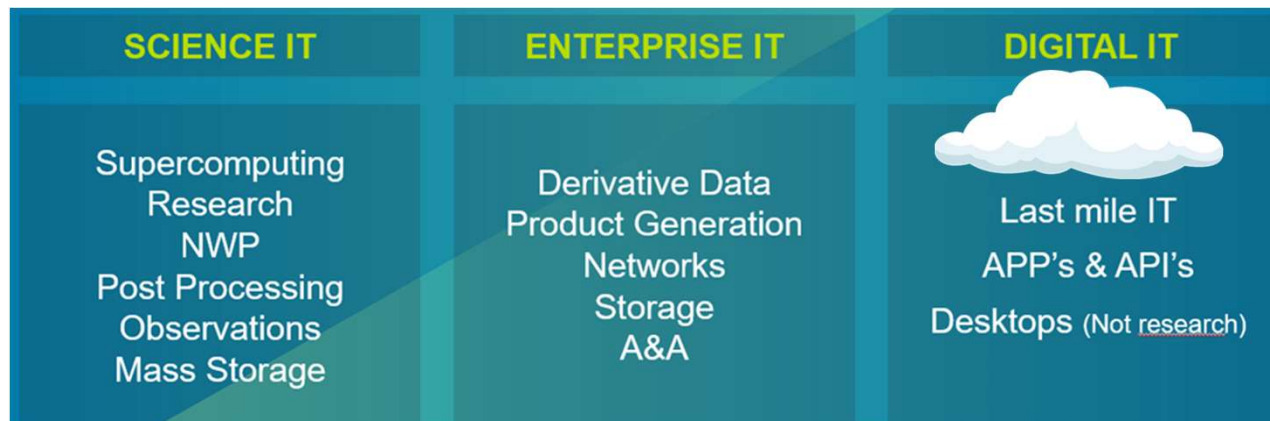 SCIENCE IT
Supercomputing
Research
NWP
Post Processing
Observations
Mass Storage
ENTERPRISE IT
Derivative Data
Product Generation
Networks
Storage
A&A
DIGITAL IT
Last mile IT
APP's & API's
Desktops (Not research)